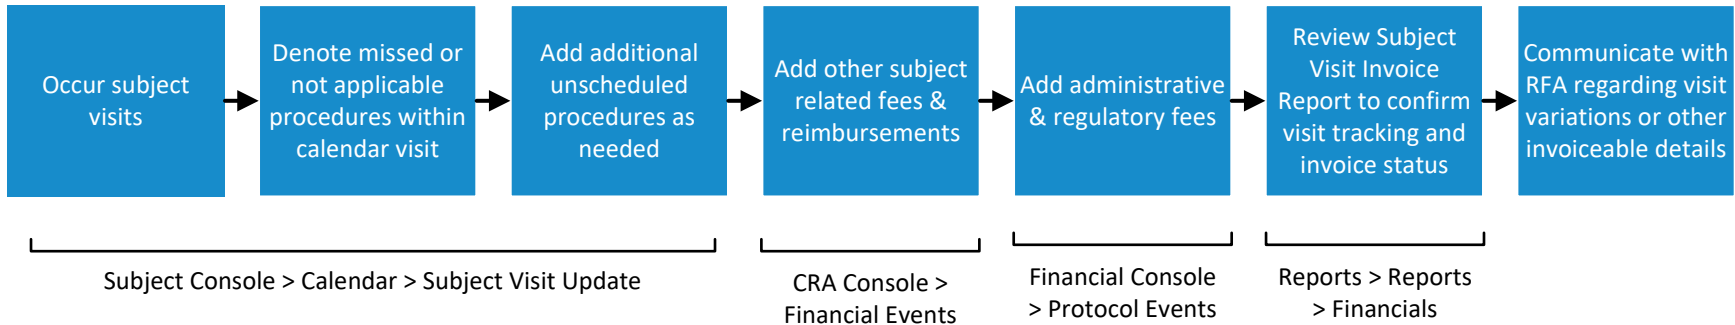 Occur subject
visits
Denote missed or
not applicable
procedures within
calendar visit
Add additional
unscheduled
procedures as
needed
Add other subject
related fees &
reimbursements
Add administrative
& regulatory fees
Review Subject
Visit Invoice
Report to confirm
visit tracking and
invoice status
Communicate with
RFA regarding visit
variations or other
invoiceable details
Subject Console > Calendar > Subject Visit Update
CRA Console >
Financial Events
Financial Console
> Protocol Events
Reports > Reports
> Financials